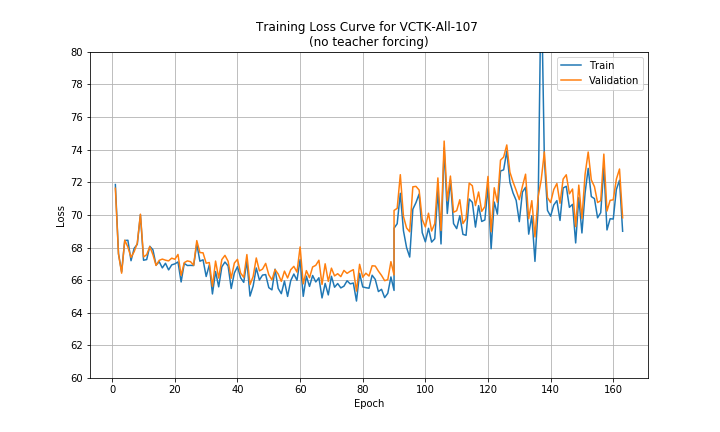 Training Loss Curve for VCTK-All-107
(no teacher forcing)
Train
Validation
Loss
80
78
76
74
72
70
68
66
64
62
60
0 20 40 60 80 100 120 140 160
Epoch